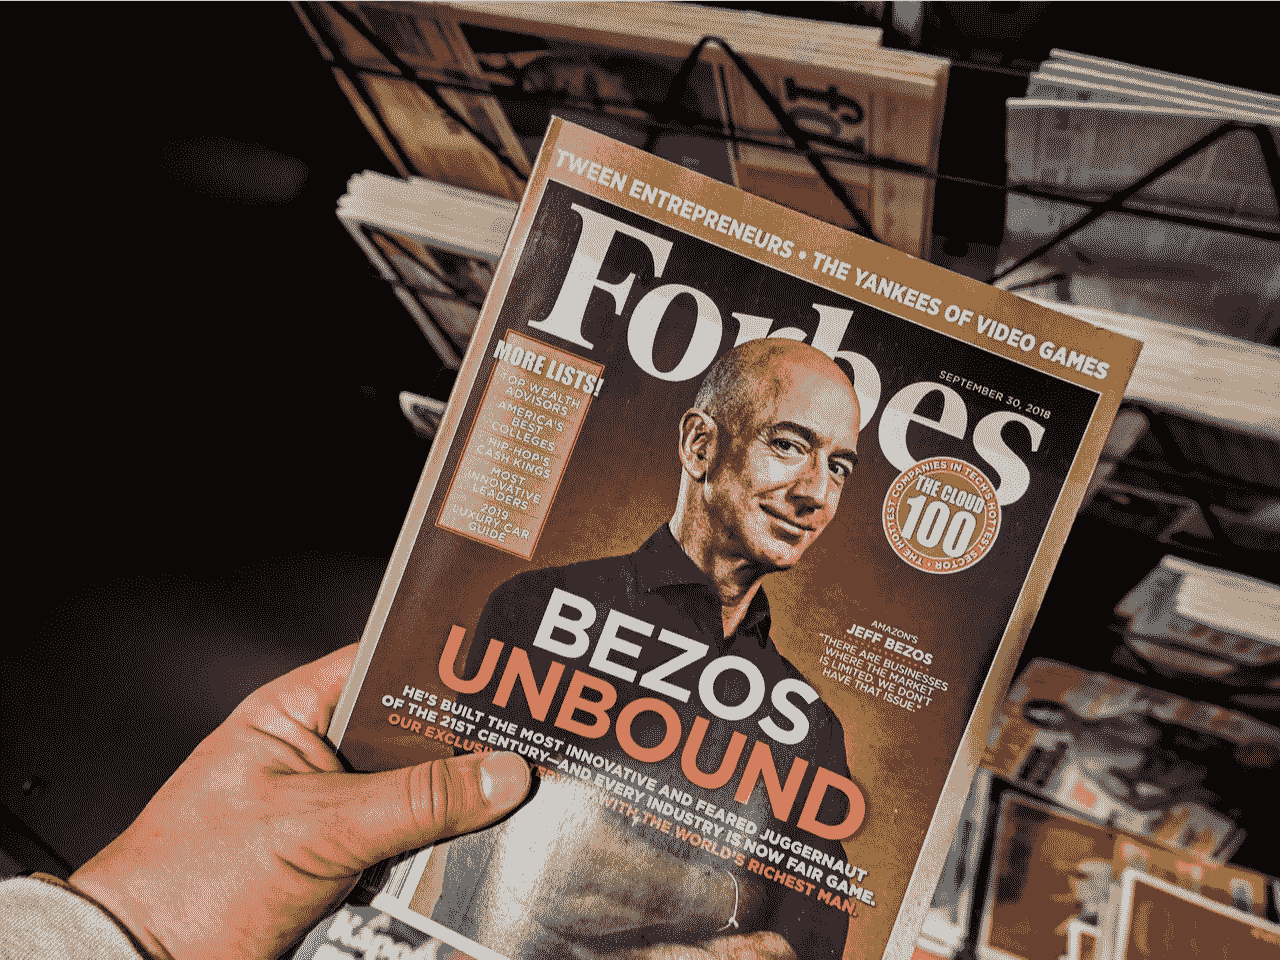 fo
TWEEN ENTREPRENEURS • THE YANKEES OF VIDEO GAMES
Forbes
SEPTEMBER 30, 2018
MORE LISTS!
TOP WEALTH
ADVISORS
AMERICA'S
BEST
COLLEGES
HIP-HOP'S
CASH KINGS
MOST
INNOVATIVE
LEADERS
2019
LUXURY CAR
GUIDE
THE HOTTEST COMPANIES IN TECH'S HOTTEST SECTOR •
THE CLOUD
100
AMAZON'S
JEFF BEZOS
"THERE ARE BUSINESSES
WHERE THE MARKET
IS LIMITED. WE DON'T
HAVE THAT ISSUE."
BEZOS
UNBOUND
HE'S BUILT THE MOST INNOVATIVE AND FEARED JUGGERNAUT
OF THE 21ST CENTURY—AND EVERY INDUSTRY IS NOW FAIR GAME.
OUR WITH THE WORLD'S RICHEST MAN.